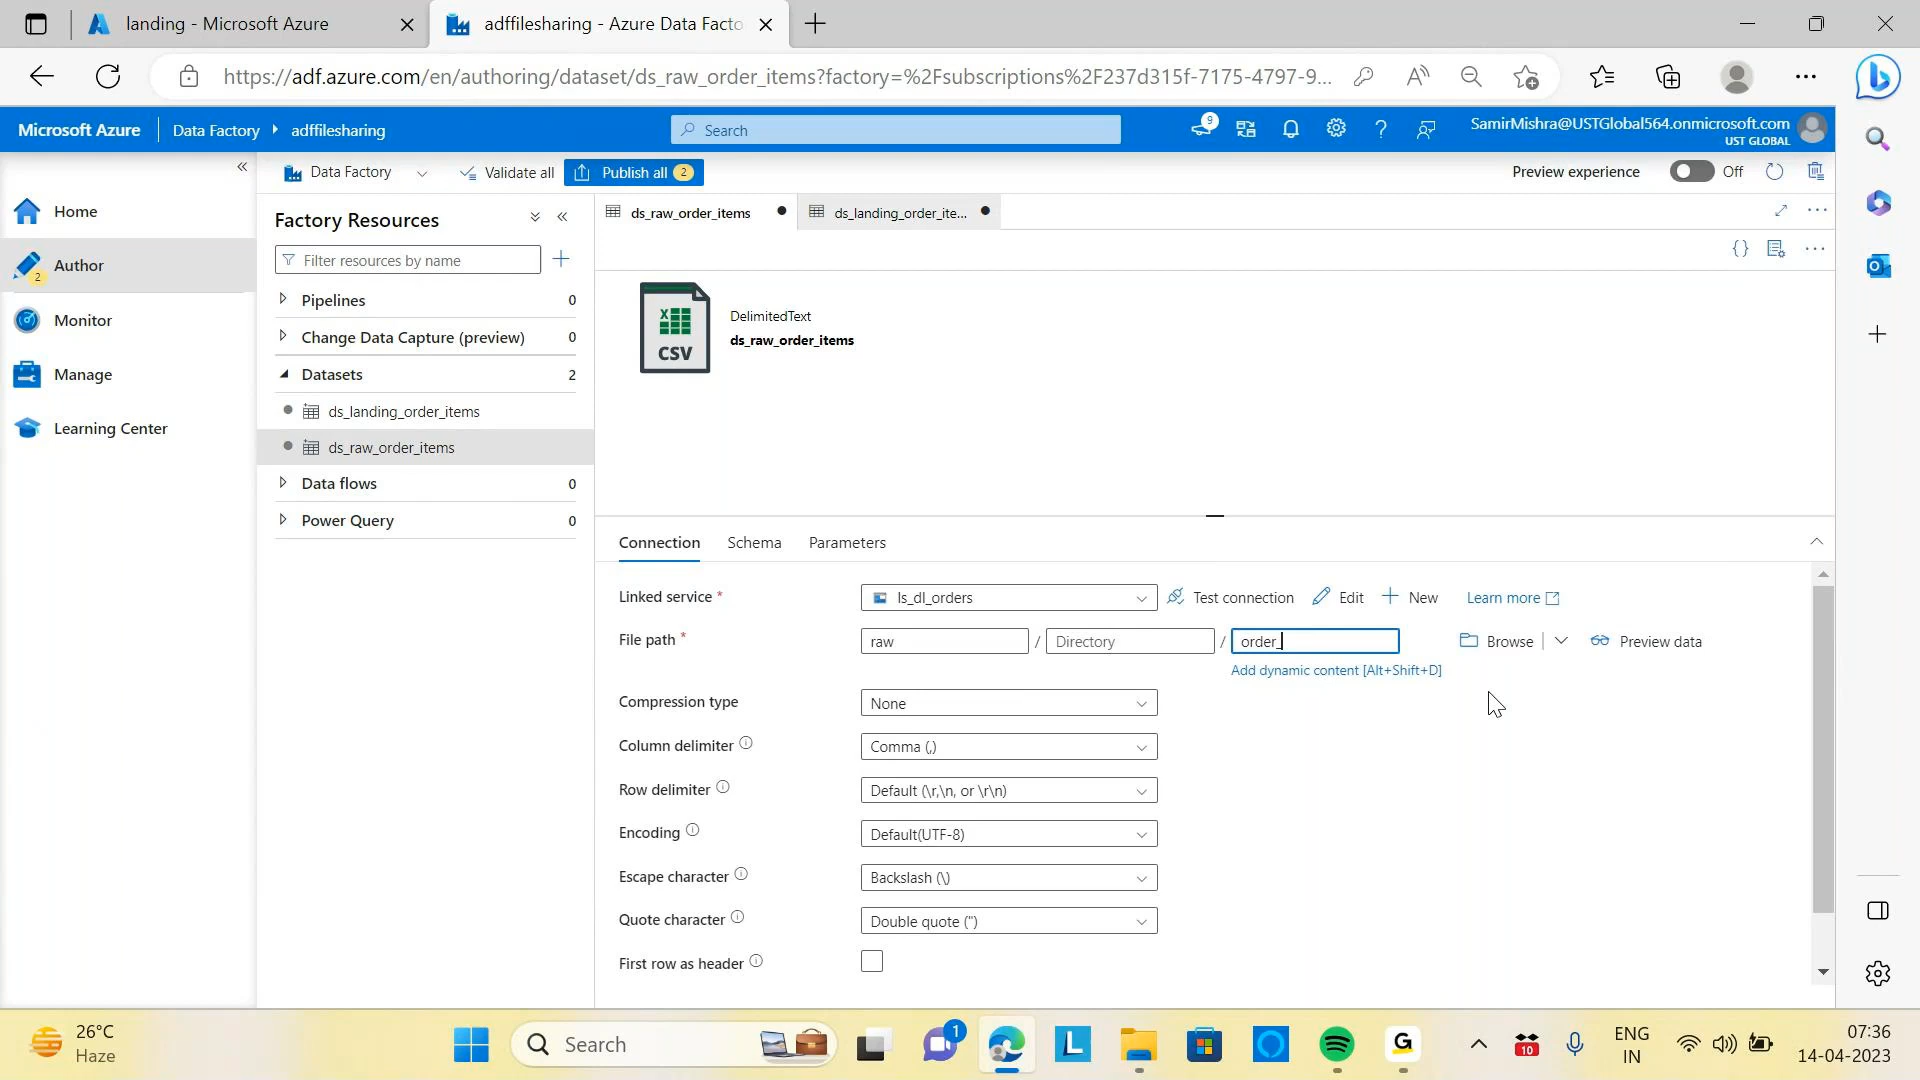 landing - Microsoft Azure
adffilesharing - Azure Data Facto
https://adf.azure.com/en/authoring/dataset/ds_raw_order_items?factory=%2Fsubscriptions%2F237d315f-7175-4797-9...
Microsoft Azure
Data Factory
adffilesharing
Search
9
SamirMishra@USTGlobal564.onmicrosoft.com
UST GLOBAL
Data Factory
Validate all
Publish all 2
Preview experience
Off
Home
Author
2
Monitor
Manage
Learning Center
Factory Resources
Filter resources by name
Pipelines 0
Change Data Capture (preview) 0
Datasets 2
ds_landing_order_items
ds_raw_order_items
Data flows 0
Power Query 0
ds_raw_order_items
ds_landing_order_ite...
CSV
DelimitedText
ds_raw_order_items
Connection Schema Parameters
Linked service *
ls_dl_orders
Test connection
Edit
New
Learn more
File path *
raw / Directory / order_
Browse
Preview data
Add dynamic content [Alt+Shift+D]
Compression type
None
Column delimiter
Comma (,)
Row delimiter
Default (\r,\n, or \r\n)
Encoding
Default(UTF-8)
Escape character
Backslash (\)
Quote character
Double quote (")
First row as header
26°C
Haze
Search
1
L
G
10
ENG
IN
07:36
14-04-2023